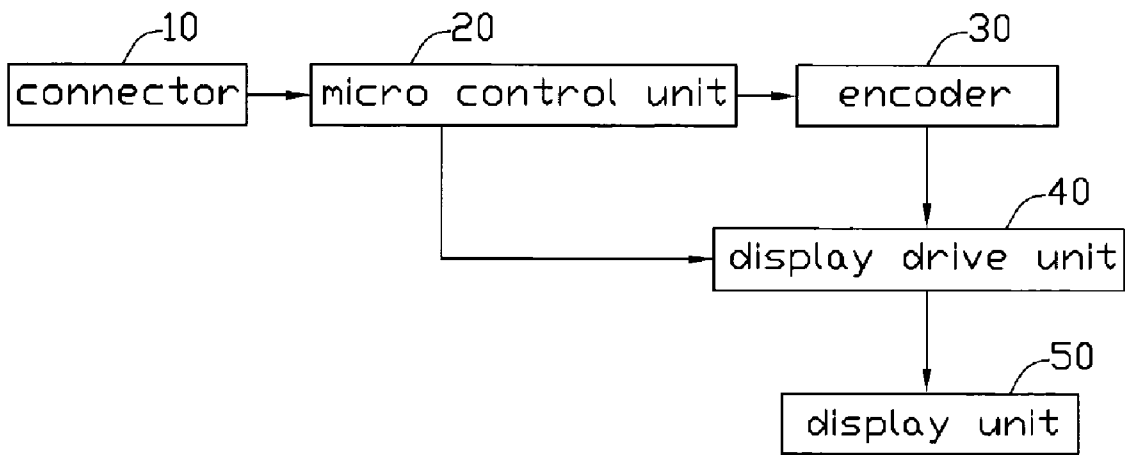 10
20
30
connector
micro control unit
encoder
40
display drive unit
50
display unit